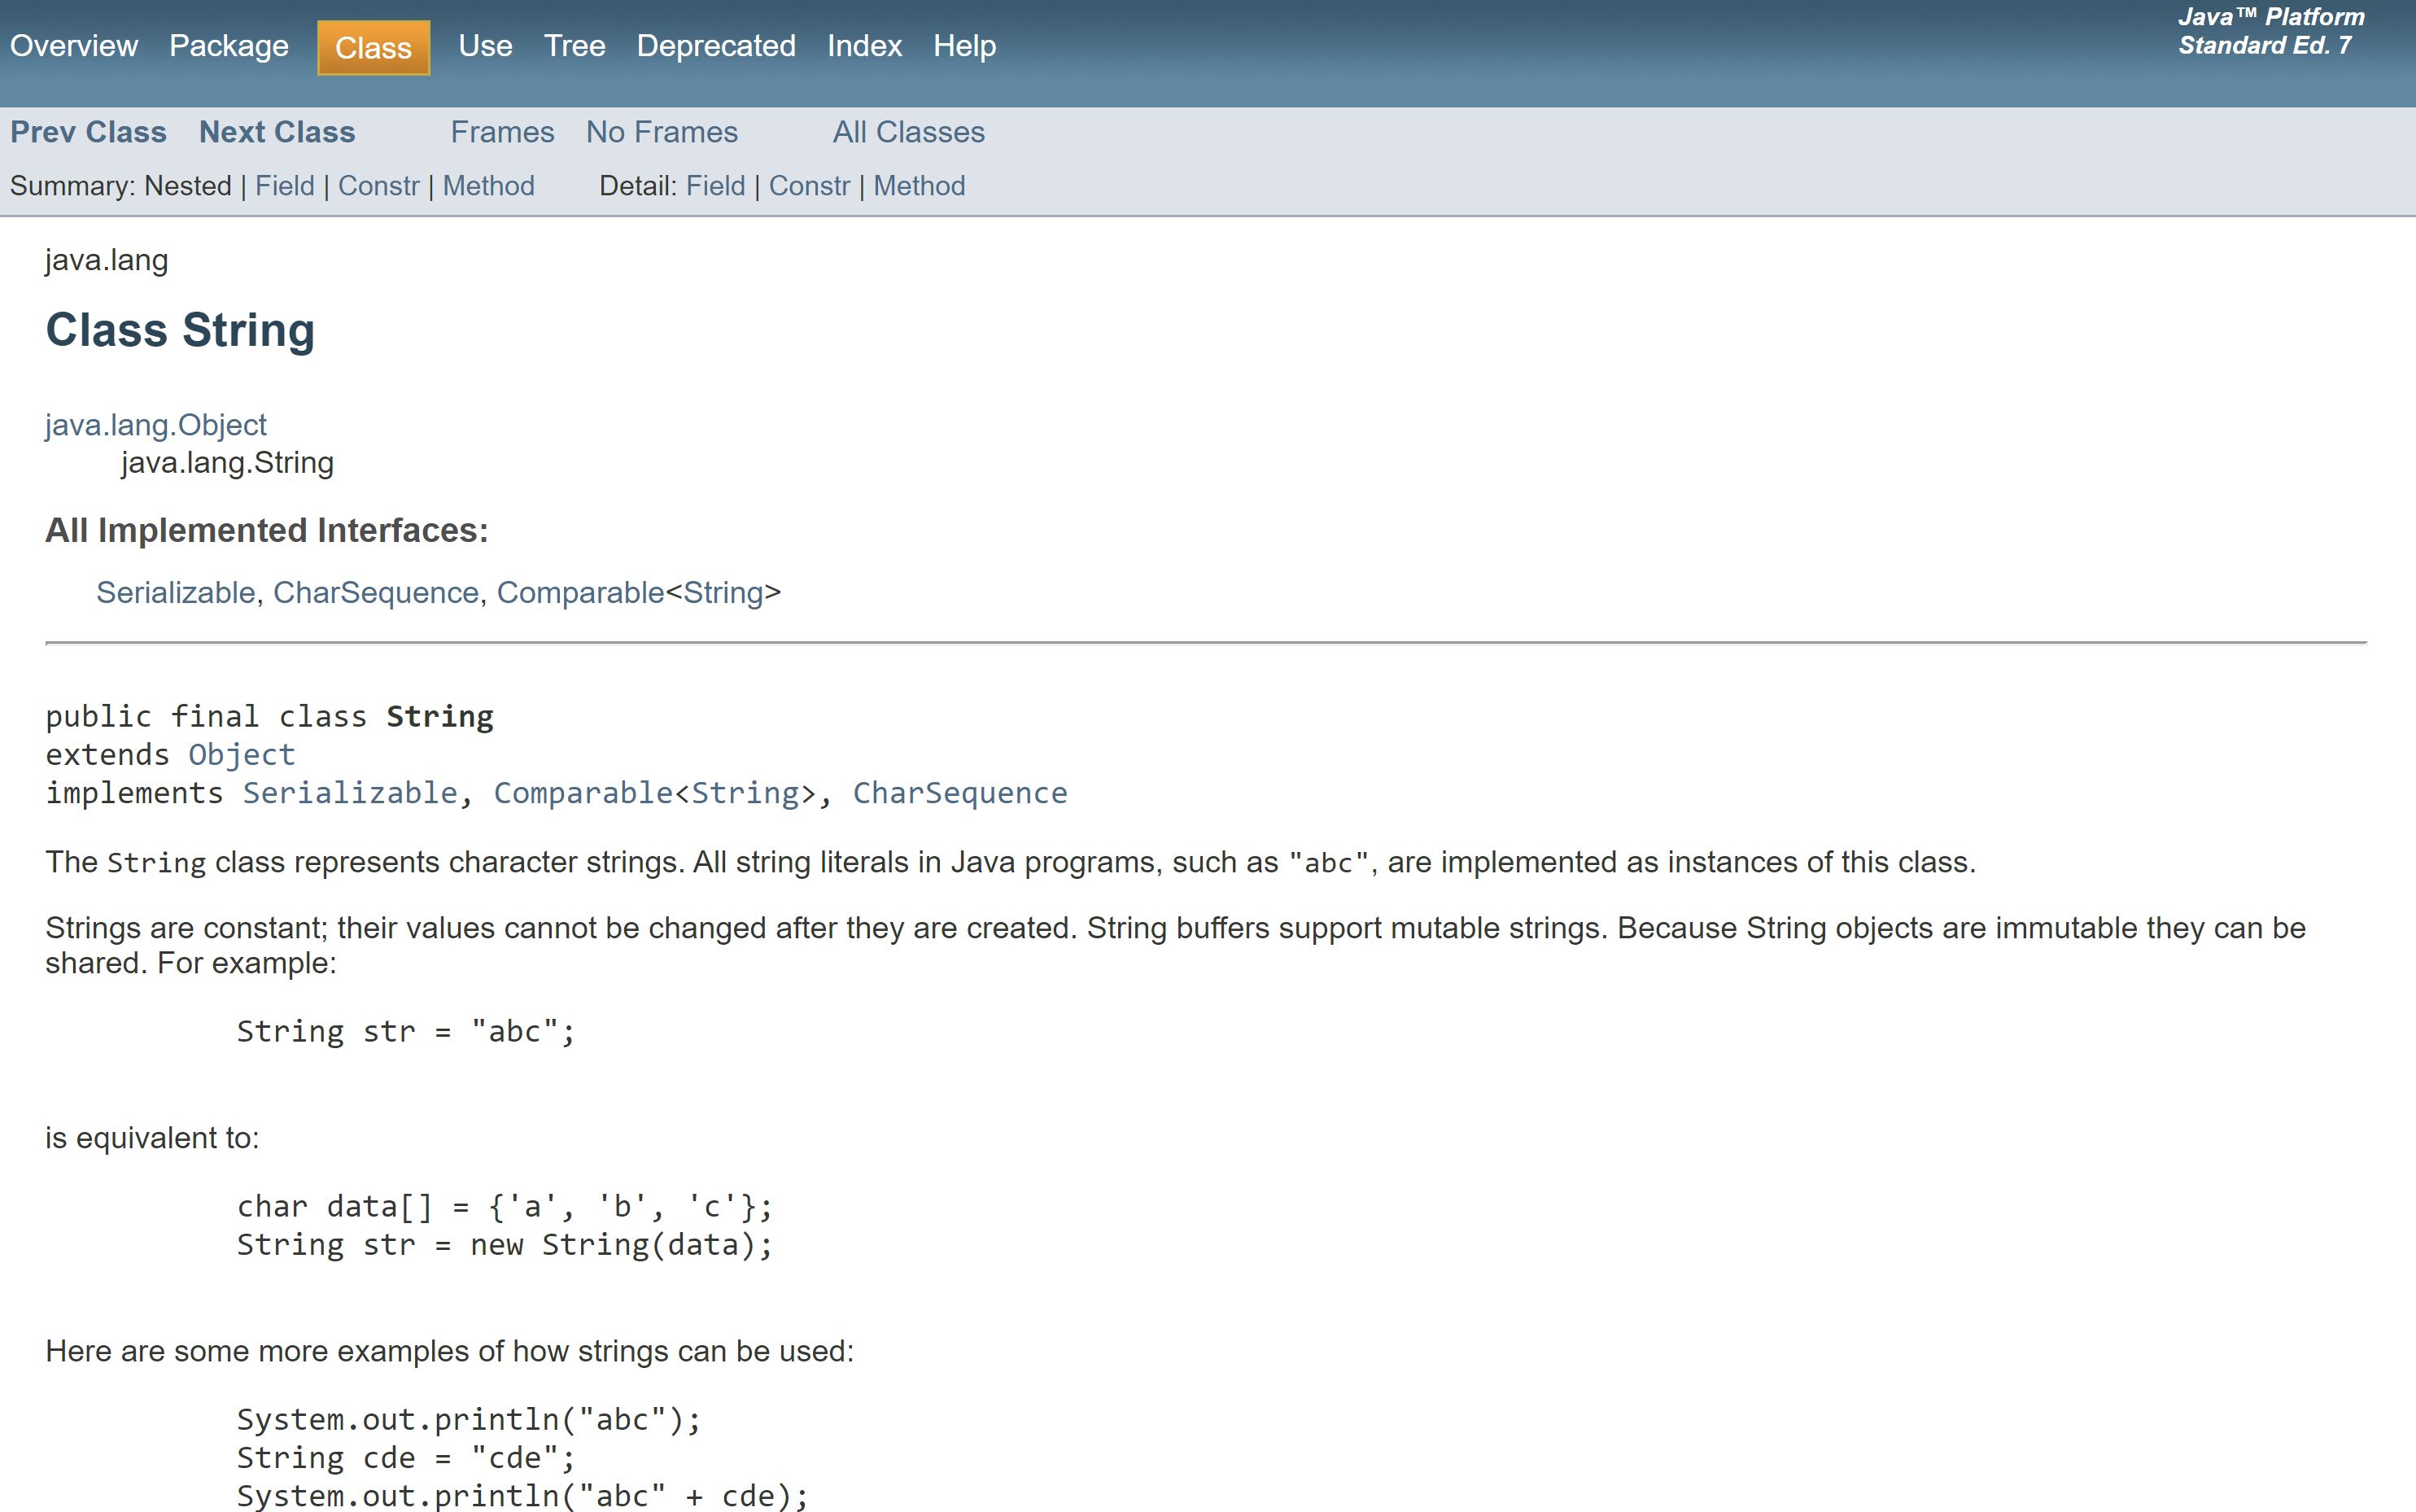 Overview Package Class Use Tree Deprecated Index Help
Java™ Platform
Standard Ed. 7
Prev Class Next Class Frames No Frames All Classes
Summary: Nested | Field | Constr | Method Detail: Field | Constr | Method
java.lang
Class String
java.lang.Object
java.lang.String
All Implemented Interfaces:
Serializable, CharSequence, Comparable<String>
public final class String
extends Object
implements Serializable, Comparable<String>, CharSequence
The String class represents character strings. All string literals in Java programs, such as "abc", are implemented as instances of this class.
Strings are constant; their values cannot be changed after they are created. String buffers support mutable strings. Because String objects are immutable they can be
shared. For example:
String str = "abc";
is equivalent to:
char data[] = {'a', 'b', 'c'};
String str = new String(data);
Here are some more examples of how strings can be used:
System.out.println("abc");
String cde = "cde";
System.out.println("abc" + cde);